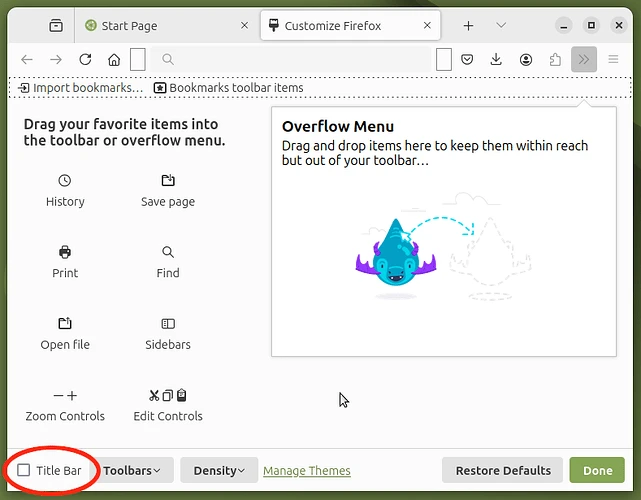 Start Page
Customize Firefox
Import bookmarks…
Bookmarks toolbar items
Drag your favorite items into
the toolbar or overflow menu.
Overflow Menu
Drag and drop items here to keep them within reach
but out of your toolbar…
History
Save page
Print
Find
Open file
Sidebars
Zoom Controls
Edit Controls
Title Bar
Toolbars
Density
Manage Themes
Restore Defaults
Done